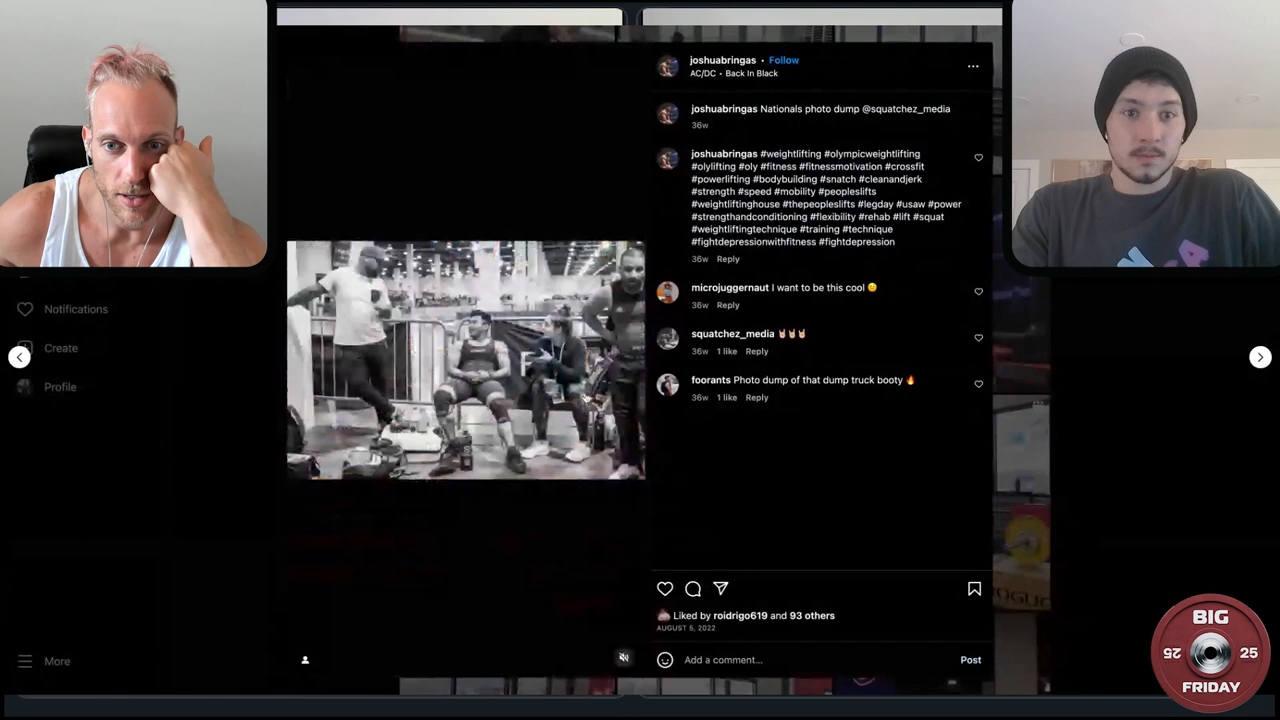 joshuabringas • Follow
AC/DC • Back In Black
joshuabringas Nationals photo dump @squatchez_media
36w
joshuabringas #weightlifting #olympicweightlifting
#olylifting #oly #fitness #fitnessmotivation #crossfit
#powerlifting #bodybuilding #snatch #cleanandjerk
#strength #speed #mobility #peopleslifts
#weightliftinghouse #thepeopleslifts #legday #usaw #power
#strengthandconditioning #flexibility #rehab #lift #squat
#weightliftingtechnique #training #technique
#fightdepressionwithfitness #fightdepression
36w Reply
microjuggernaut I want to be this cool 🙂
36w Reply
squatchez_media 🤘🏼🤘🏼🤘🏼
36w 1 like Reply
foorants Photo dump of that dump truck booty 🔥
36w 1 like Reply
Liked by roidrigo619 and 93 others
AUGUST 5, 2022
Add a comment... Post
Notifications
Create
Profile
More
BIG
25 25
FRIDAY